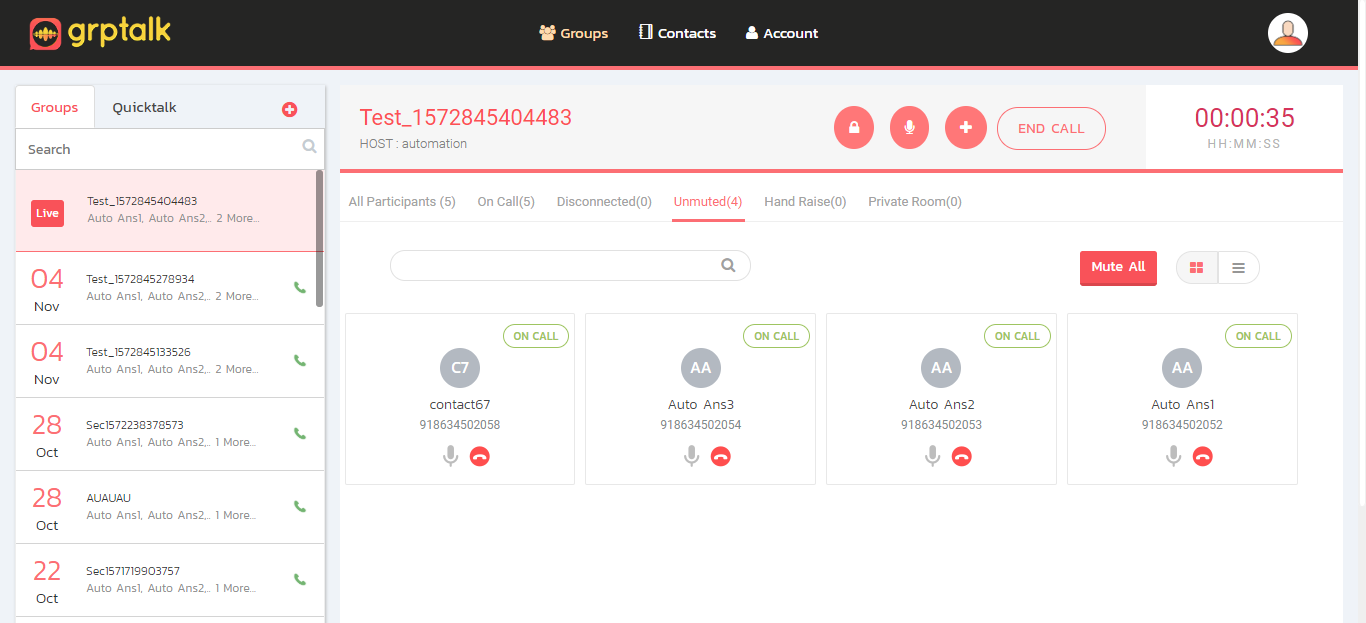 grptalk
Groups
Contacts
Account
Groups
Quicktalk
Search
Live
Test_1572845404483
Auto Ans1, Auto Ans2,.. 2 More...
04
Nov
Test_1572845278934
Auto Ans1, Auto Ans2,.. 2 More...
04
Nov
Test_1572845133526
Auto Ans1, Auto Ans2,.. 2 More...
28
Oct
Sec1572238378573
Auto Ans1, Auto Ans2,.. 1 More...
28
Oct
AUAUAU
Auto Ans1, Auto Ans2,.. 1 More...
22
Oct
Sec1571719903757
Auto Ans1, Auto Ans2,.. 1 More...
Test_1572845404483
HOST : automation
END CALL
00:00:35
HH:MM:SS
All Participants (5)
On Call(5)
Disconnected(0)
Unmuted(4)
Hand Raise(0)
Private Room(0)
Mute All
ON CALL
C7
contact67
918634502058
ON CALL
AA
Auto Ans3
918634502054
ON CALL
AA
Auto Ans2
918634502053
ON CALL
AA
Auto Ans1
918634502052